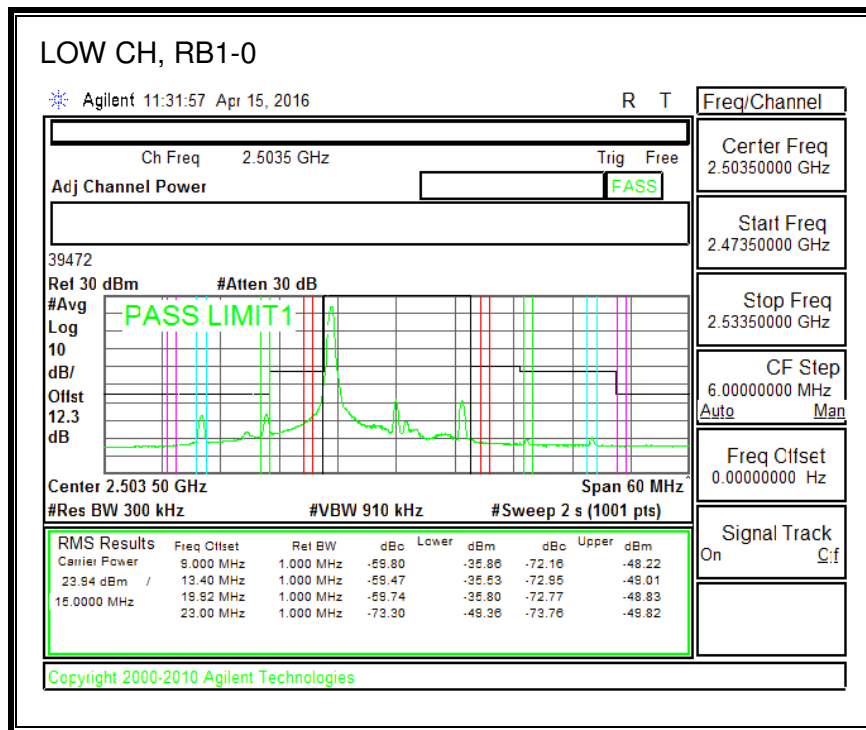 LOW CH, RB1-0
Agilent 11:31:57 Apr 15, 2016 R T
Freq/Channel
Ch Freq 2.5035 GHz Trig Free
Adj Channel Power PASS
39472
Ref 30 dBm #Atten 30 dB
#Avg
Log
10
dB/
Offst
12.3
dB
PASS LIMIT1
Center 2.503 50 GHz Span 60 MHz
#Res BW 300 kHz #VBW 910 kHz #Sweep 2 s (1001 pts)
RMS Results Freq Offset Ref BW dBc Lower dBm dBc Upper dBm
Carrier Power 9.000 MHz 1.000 MHz -59.80 -35.86 -72.16 -48.22
23.94 dBm / 13.40 MHz 1.000 MHz -59.47 -35.53 -72.95 -49.01
15.0000 MHz 19.92 MHz 1.000 MHz -59.74 -35.80 -72.77 -48.83
23.00 MHz 1.000 MHz -73.30 -49.36 -73.76 -49.82
Copyright 2000-2010 Agilent Technologies
Center Freq
2.50350000 GHz
Start Freq
2.47350000 GHz
Stop Freq
2.53350000 GHz
CF Step
6.00000000 MHz
Auto Man
Freq Offset
0.00000000 Hz
Signal Track
On Off